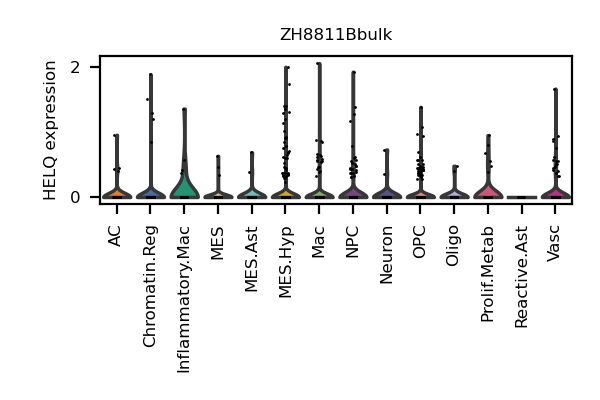 ZH8811Bbulk
HELQ expression
2
0
AC
Chromatin.Reg
Inflammatory.Mac
MES
MES.Ast
MES.Hyp
Mac
NPC
Neuron
OPC
Oligo
Prolif.Metab
Reactive.Ast
Vasc